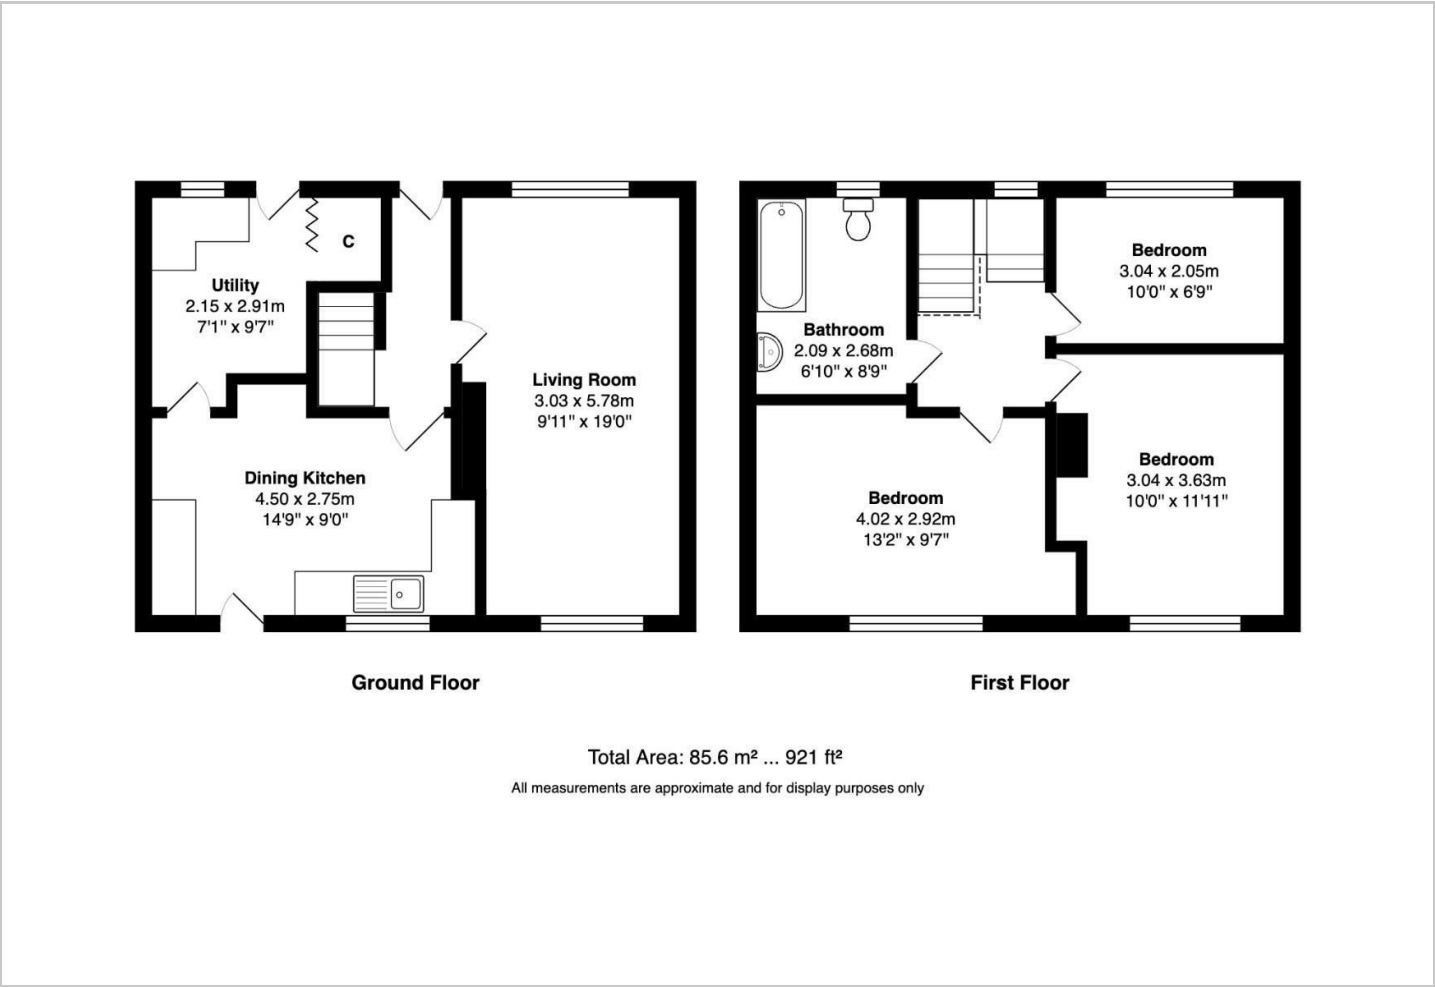 C
Utility
2.15 x 2.91m
7'1" x 9'7"
Living Room
3.03 x 5.78m
9'11" x 19'0"
Dining Kitchen
4.50 x 2.75m
14'9" x 9'0"
Ground Floor
Bedroom
3.04 x 2.05m
10'0" x 6'9"
Bathroom
2.09 x 2.68m
6'10" x 8'9"
Bedroom
3.04 x 3.63m
10'0" x 11'11"
Bedroom
4.02 x 2.92m
13'2" x 9'7"
First Floor
Total Area: 85.6 m² ... 921 ft²
All measurements are approximate and for display purposes only